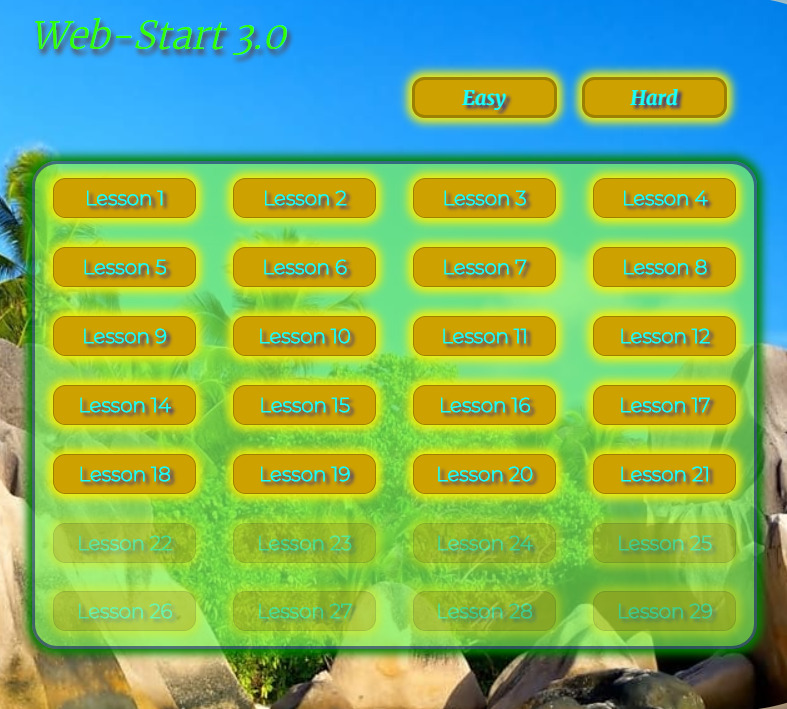 Web-Start 3.0
Easy Hard
Lesson 1 Lesson 2 Lesson 3 Lesson 4
Lesson 5 Lesson 6 Lesson 7 Lesson 8
Lesson 9 Lesson 10 Lesson 11 Lesson 12
Lesson 14 Lesson 15 Lesson 16 Lesson 17
Lesson 18 Lesson 19 Lesson 20 Lesson 21
Lesson 22 Lesson 23 Lesson 24 Lesson 25
Lesson 26 Lesson 27 Lesson 28 Lesson 29